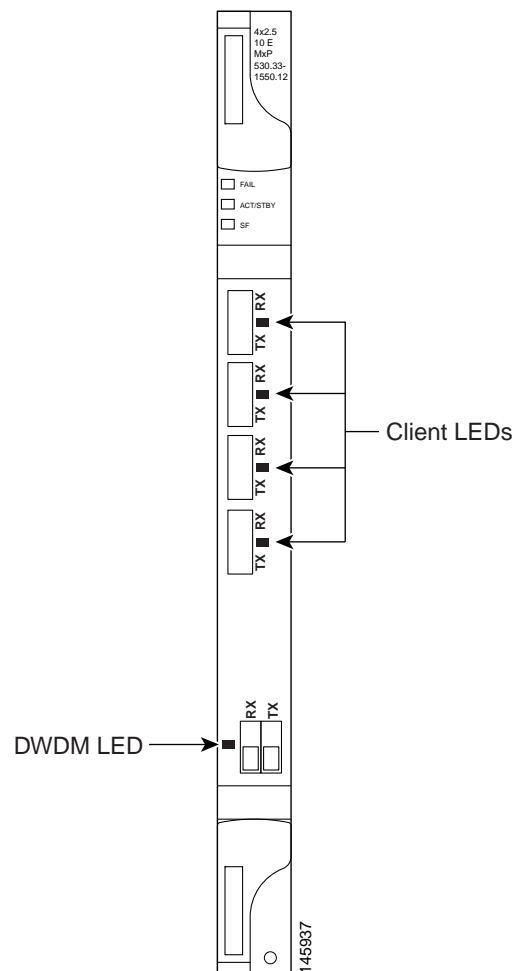 4x2.5
10 E
MxP
530.33-
1550.12
FAIL
ACT/STBY
SF
RX
TX
RX
TX
RX
TX
RX
TX
Client LEDs
RX
TX
DWDM LED
145937